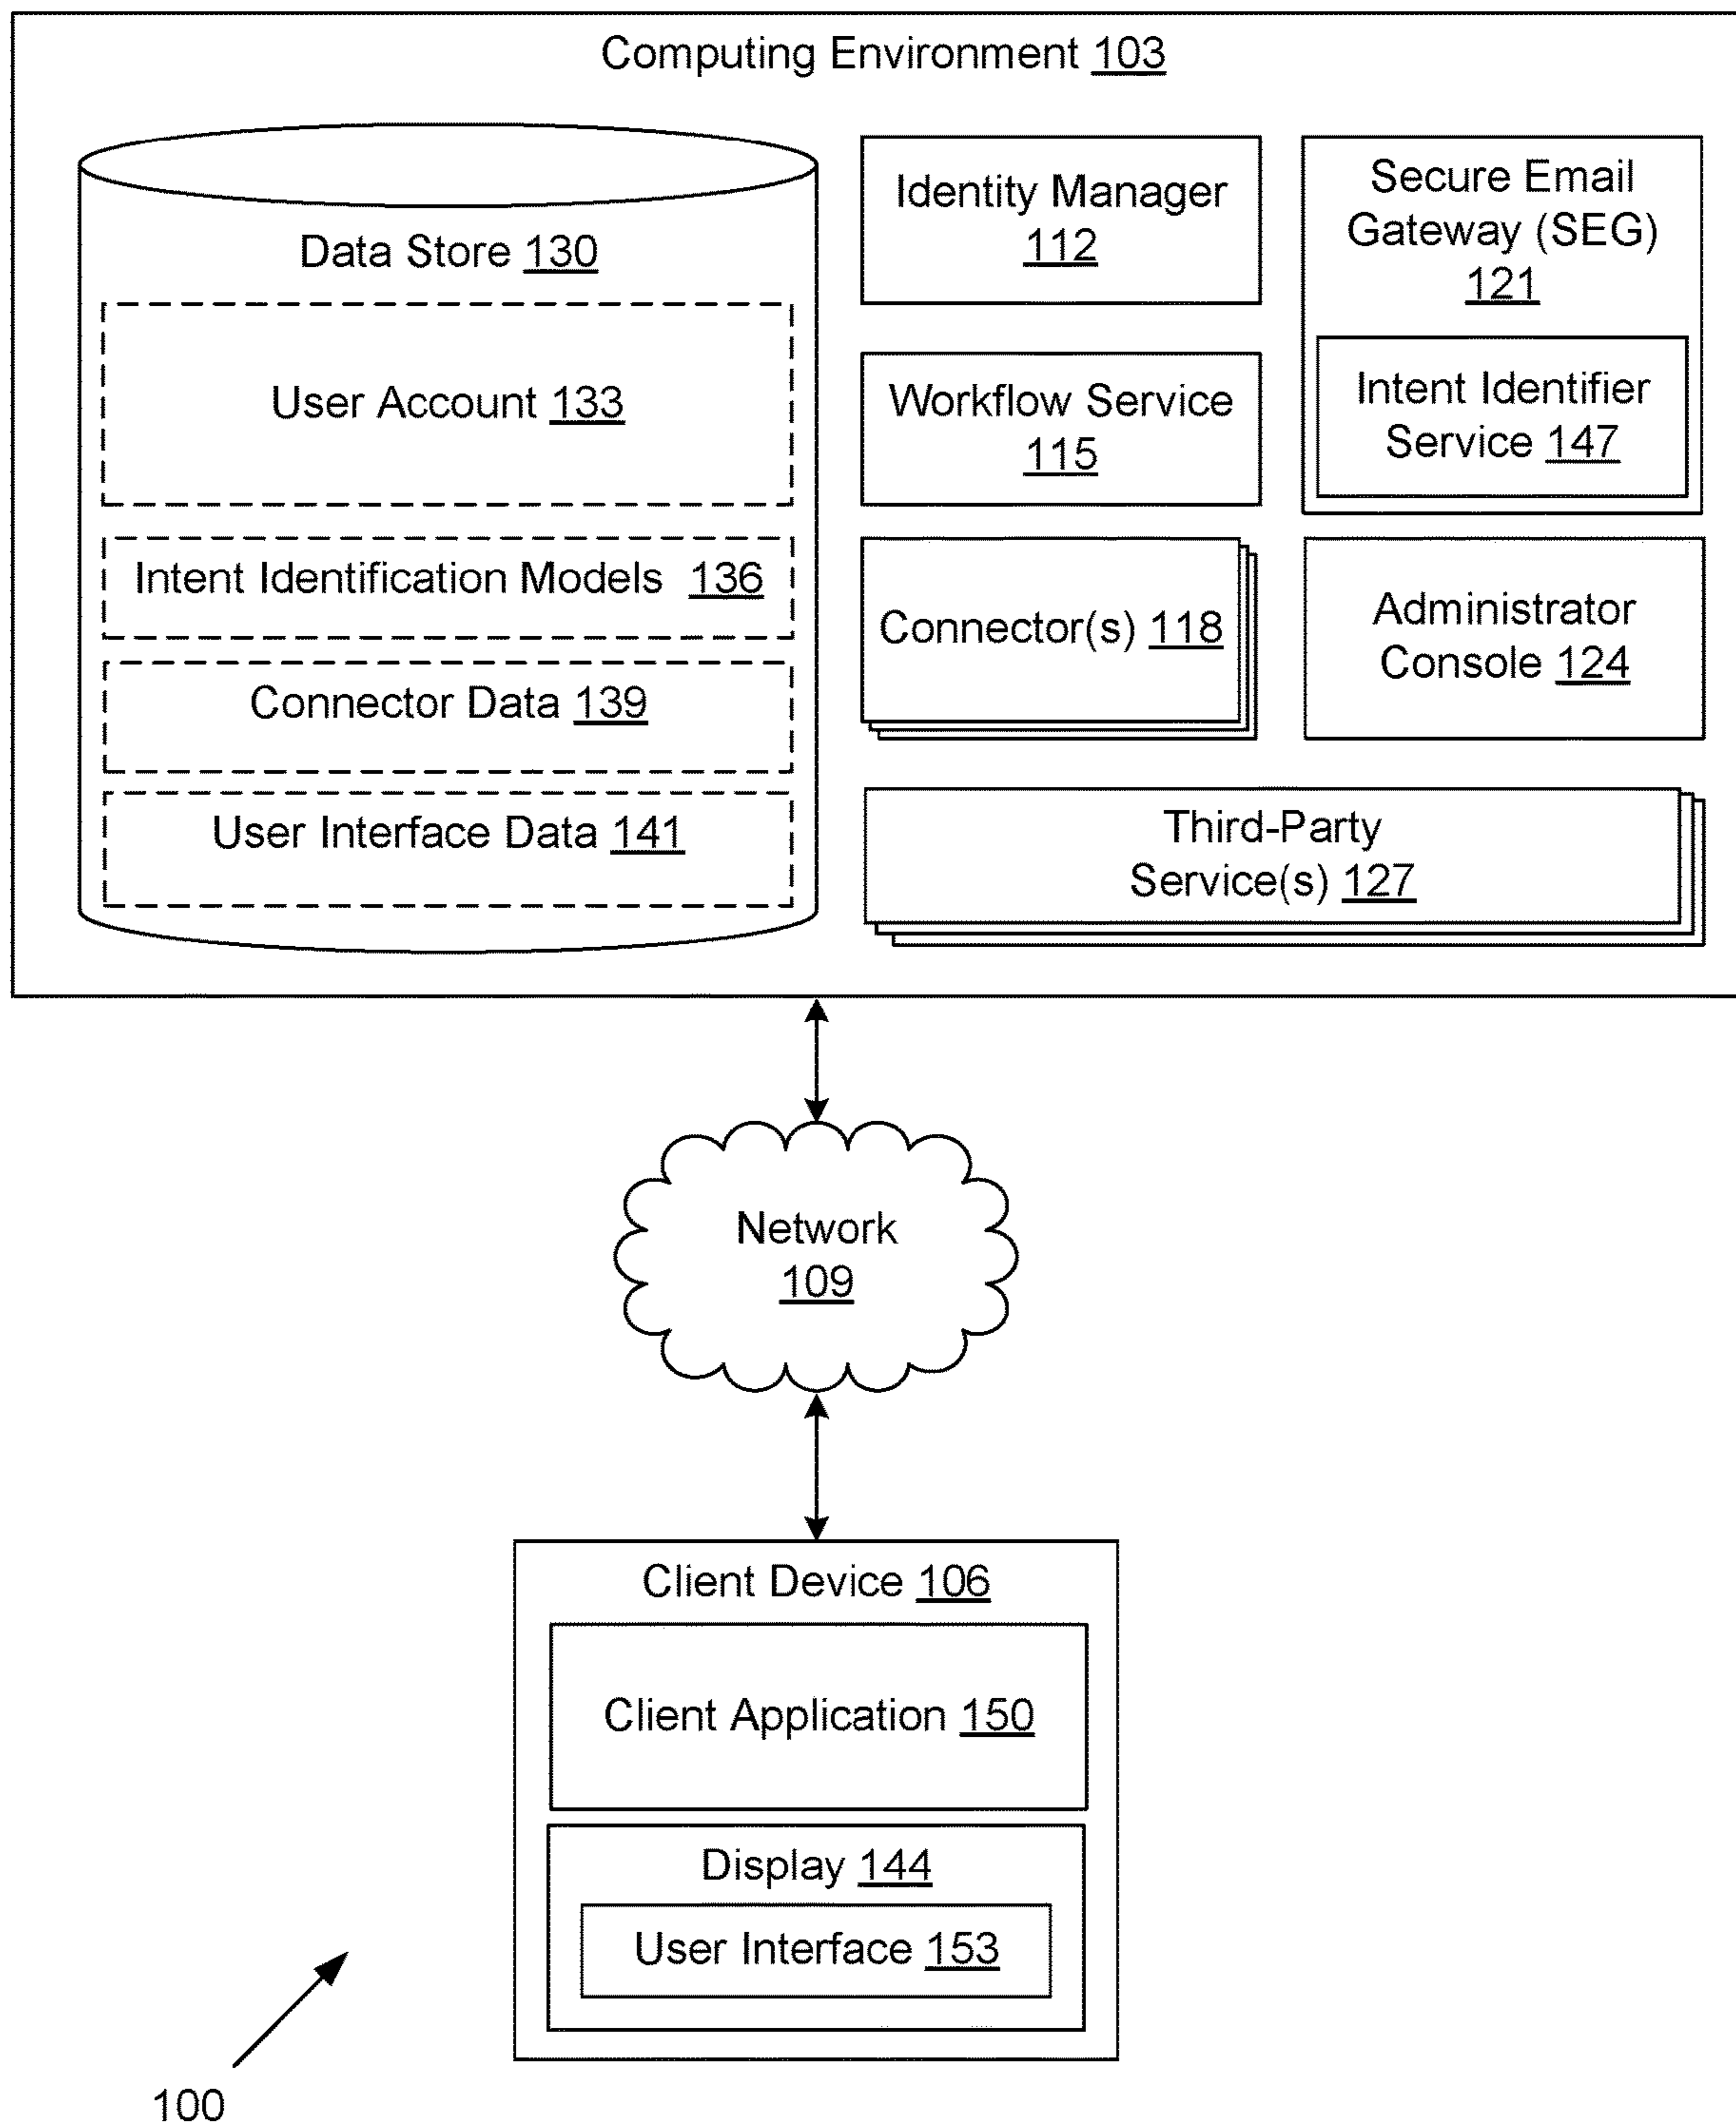 Computing Environment 103
Data Store 130
User Account 133
Intent Identification Models 136
Connector Data 139
User Interface Data 141
Identity Manager
112
Workflow Service
115
Connector(s) 118
Secure Email
Gateway (SEG)
121
Intent Identifier
Service 147
Administrator
Console 124
Third-Party
Service(s) 127
Network
109
Client Device 106
Client Application 150
Display 144
User Interface 153
100